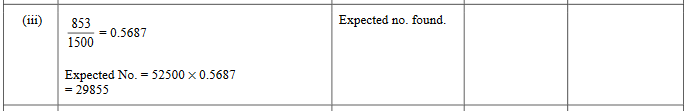 (iii)
853
1500
= 0.5687
Expected no. found.
Expected No. = 52500 × 0.5687
= 29855